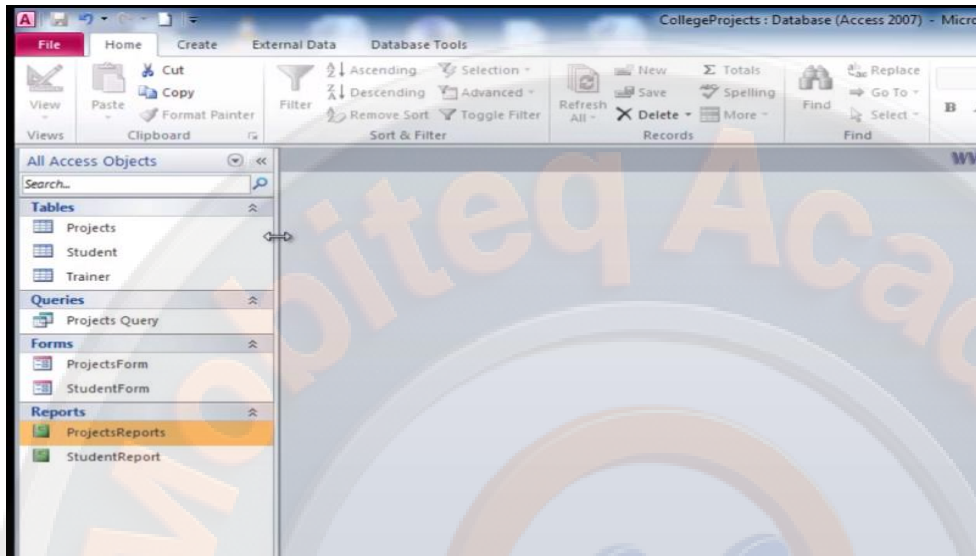 CollegeProjects : Database (Access 2007) - Micro
File Home Create External Data Database Tools
View
Views
Paste
Cut
Copy
Format Painter
Clipboard
Filter
Ascending
Descending
Remove Sort
Selection
Advanced
Toggle Filter
Sort & Filter
Refresh All
New
Save
Delete
Σ Totals
Spelling
More
Records
Find
Replace
Go To
Select
Find
B
All Access Objects
Search...
Tables
Projects
Student
Trainer
Queries
Projects Query
Forms
ProjectsForm
StudentForm
Reports
ProjectsReports
StudentReport
Mobiteq Acad